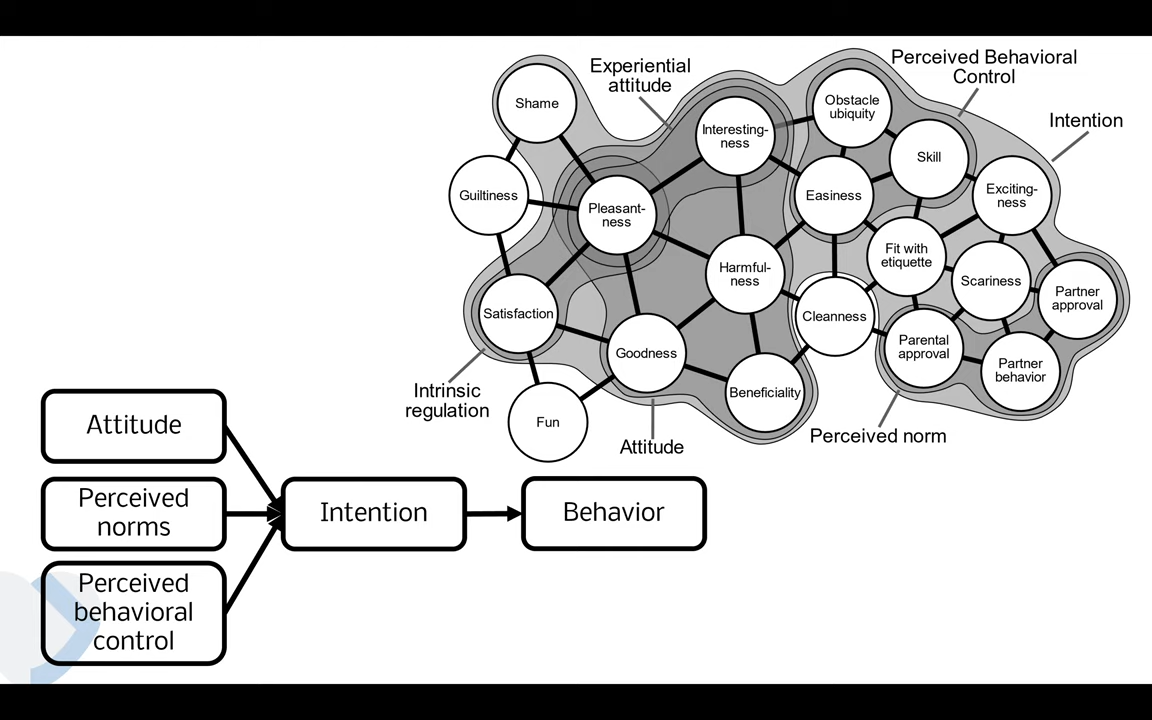 Perceived Behavioral
Control
Experiential
attitude
Intention
Shame
Obstacle
ubiquity
Interesting-
ness
Skill
Guiltiness
Easiness
Exciting-
ness
Pleasant-
ness
Fit with
etiquette
Harmful-
ness
Scariness
Partner
approval
Satisfaction
Cleanness
Goodness
Parental
approval
Partner
behavior
Beneficiality
Fun
Intrinsic
regulation
Attitude
Perceived norm
Attitude
Perceived
norms
Perceived
behavioral
control
Intention
Behavior